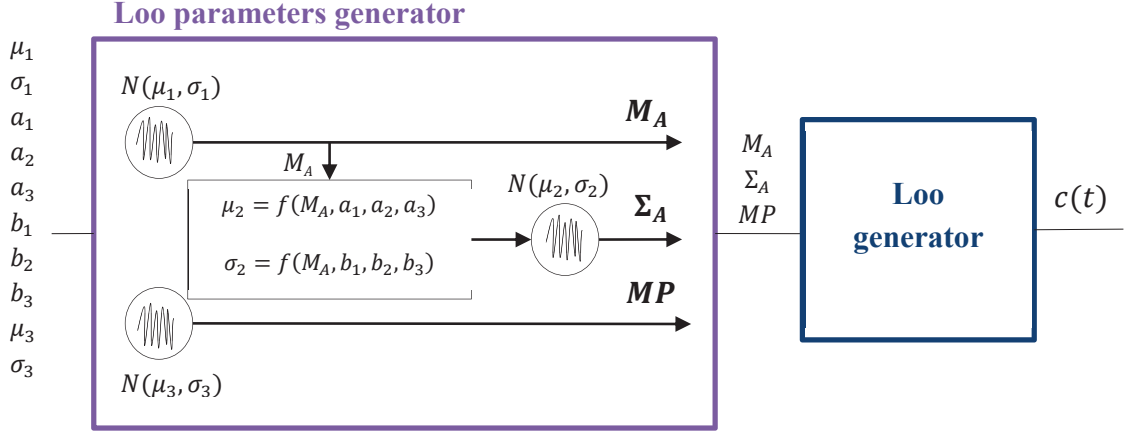 Loo parameters generator
μ₁
σ₁
a₁
a₂
a₃
b₁
b₂
b₃
μ₃
σ₃
N(μ₁, σ₁)
M_A
M_A
μ₂ = f(M_A, a₁, a₂, a₃)
σ₂ = f(M_A, b₁, b₂, b₃)
N(μ₂, σ₂)
Σ_A
MP
N(μ₃, σ₃)
M_A
Σ_A
MP
Loo
generator
c(t)